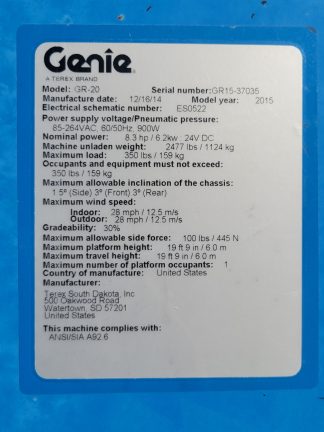 Genie
A TEREX BRAND
Model: GR-20 Serial number:GR15-37035
Manufacture date: 12/16/14 Model year: 2015
Electrical schematic number: ES0522
Power supply voltage/Pneumatic pressure:
85-264VAC, 60/50Hz, 900W
Nominal power: 8.3 hp / 6.2kw : 24V DC
Machine unladen weight: 2477 lbs / 1124 kg
Maximum load: 350 lbs / 159 kg
Occupants and equipment must not exceed:
350 lbs / 159 kg
Maximum allowable inclination of the chassis:
1.5° (Side) 3° (Front) 3° (Rear)
Maximum wind speed:
Indoor: 28 mph / 12.5 m/s
Outdoor: 28 mph / 12.5 m/s
Gradeability: 30%
Maximum allowable side force: 100 lbs / 445 N
Maximum platform height: 19 ft 9 in / 6.0 m
Maximum travel height: 19 ft 9 in / 6.0 m
Maximum number of platform occupants: 1
Country of manufacture: United States
Manufacturer:
Terex South Dakota, Inc
500 Oakwood Road
Watertown, SD 57201
United States
This machine complies with:
ANSI/SIA A92.6